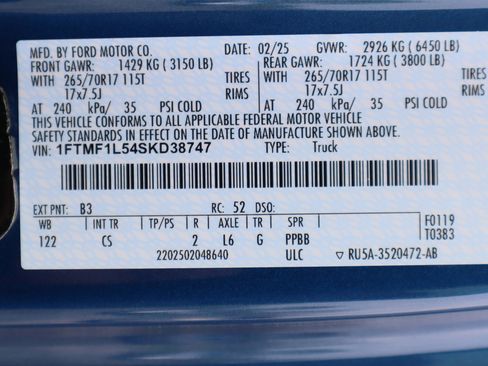 MFD. BY FORD MOTOR CO. DATE: 02/25 GVWR: 2926 KG ( 6450 LB)
FRONT GAWR: 1429 KG ( 3150 LB) REAR GAWR: 1724 KG ( 3800 LB)
WITH 265/70R17 115T TIRES WITH 265/70R17 115T TIRES
17x7.5J RIMS 17x7.5J RIMS
AT 240 kPa/ 35 PSI COLD AT 240 kPa/ 35 PSI COLD
THIS VEHICLE CONFORMS TO ALL APPLICABLE FEDERAL MOTOR VEHICLE
SAFETY STANDARDS IN EFFECT ON THE DATE OF MANUFACTURE SHOWN ABOVE.
VIN: 1FTMF1L54SKD38747 TYPE: Truck
EXT PNT: B3 RC: 52 DSO:
WB INT TR TP/PS R AXLE TR SPR F0119
122 CS 2 L6 G PPBB T0383
2202502048640 ULC ▽ RU5A-3520472-AB